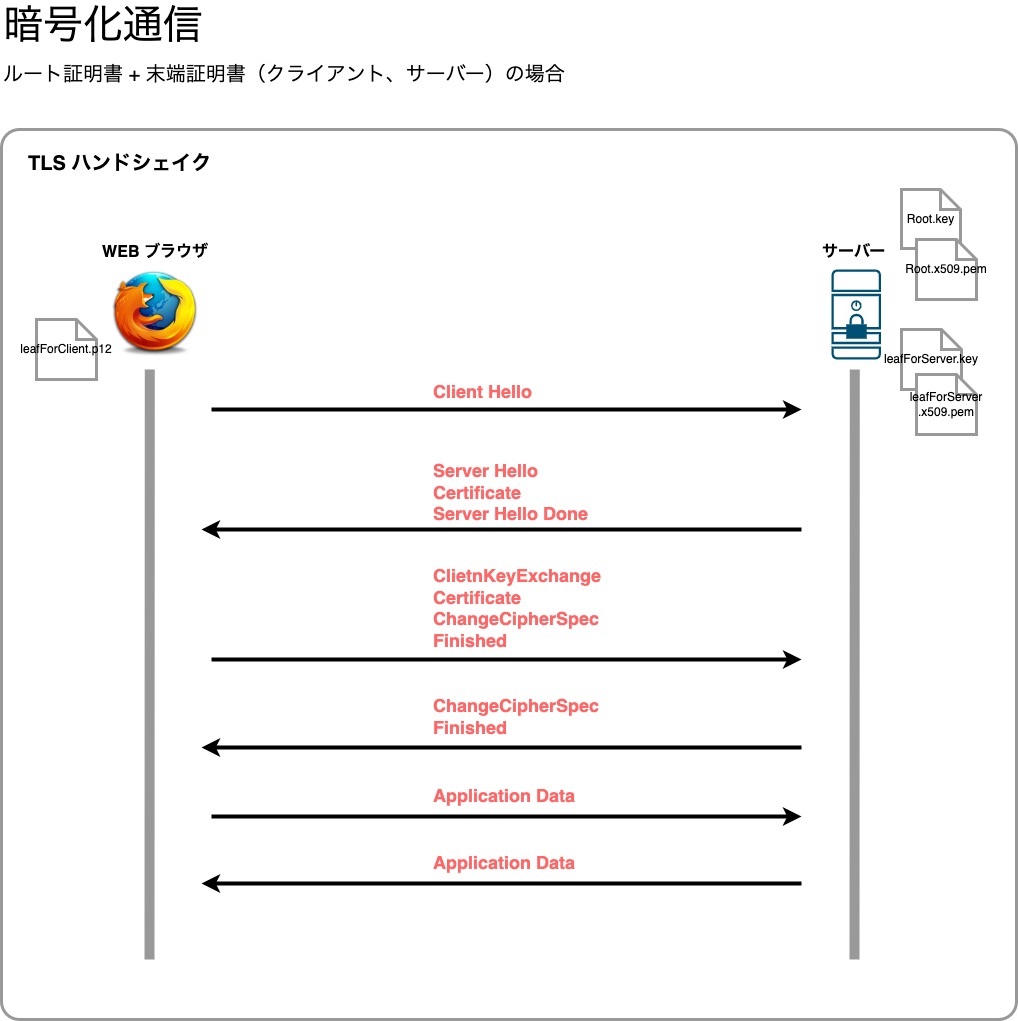 暗号化通信
ルート証明書 + 末端証明書（クライアント、サーバー）の場合
TLS ハンドシェイク
Root.key
WEB ブラウザ
サーバー
Root.x509.pem
leafForClient.p12
leafForServer.key
leafForServer
.x509.pem
Client Hello
Server Hello
Certificate
Server Hello Done
ClietnKeyExchange
Certificate
ChangeCipherSpec
Finished
ChangeCipherSpec
Finished
Application Data
Application Data